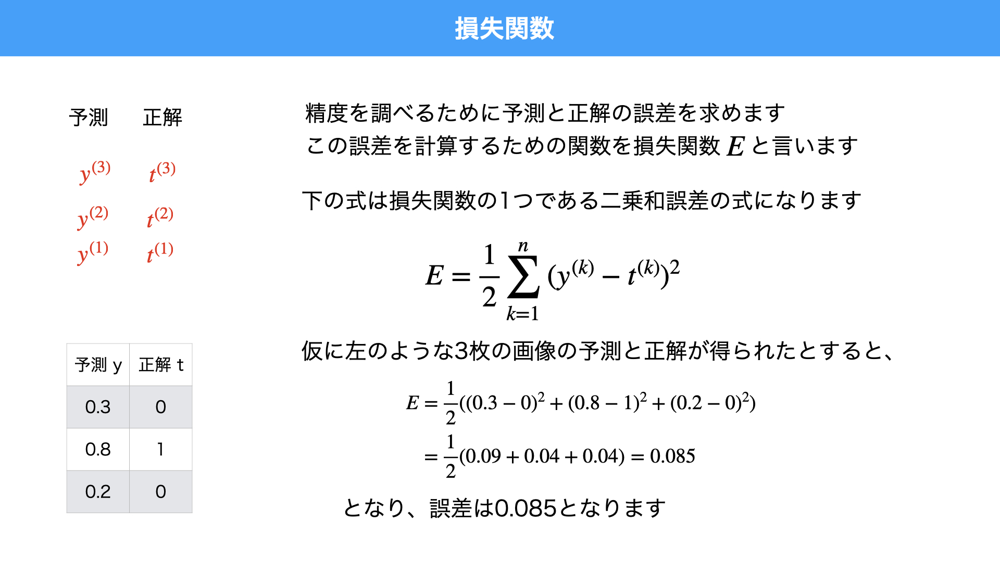 損失関数
予測 正解
y⁽³⁾ t⁽³⁾
y⁽²⁾ t⁽²⁾
y⁽¹⁾ t⁽¹⁾
予測 y 正解 t
0.3 0
0.8 1
0.2 0
精度を調べるために予測と正解の誤差を求めます
この誤差を計算するための関数を損失関数 E と言います
下の式は損失関数の1つである二乗和誤差の式になります
E = \frac{1}{2} \sum_{k=1}^{n} (y^{(k)} − t^{(k)})^2
仮に左のような3枚の画像の予測と正解が得られたとすると、
E = \frac{1}{2}((0.3 − 0)^2 + (0.8 − 1)^2 + (0.2 − 0)^2)
= \frac{1}{2}(0.09 + 0.04 + 0.04) = 0.085
となり、誤差は0.085となります